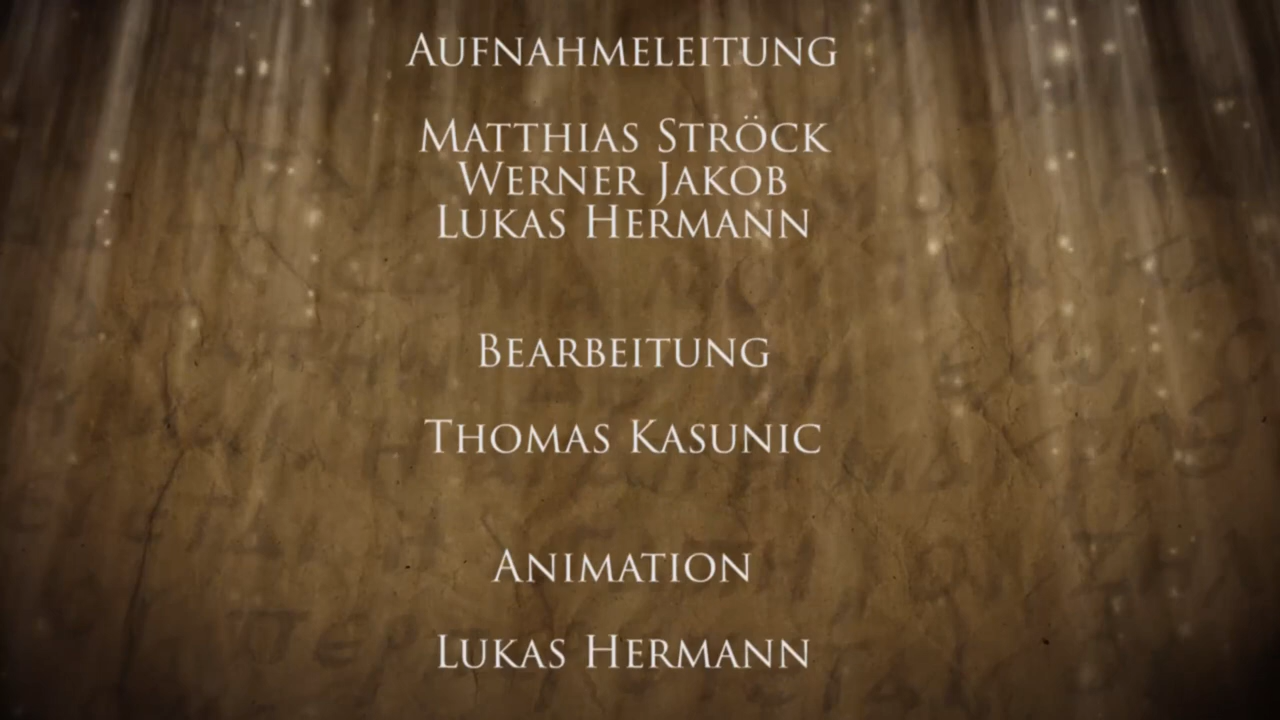 AUFNAHMELEITUNG
MATTHIAS STRÖCK
WERNER JAKOB
LUKAS HERMANN
BEARBEITUNG
THOMAS KASUNIC
ANIMATION
LUKAS HERMANN